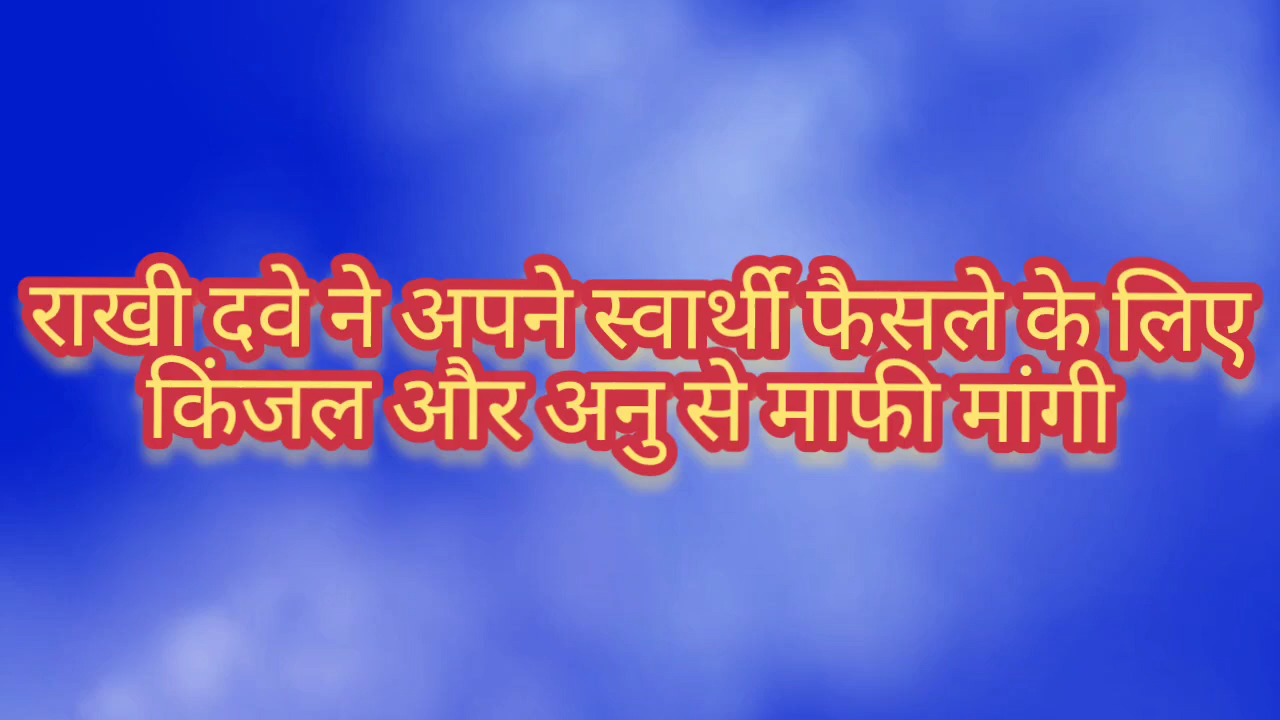 राखी दवे ने अपने स्वार्थी फैसले के लिए
किंजल और अनु से माफी मांगी